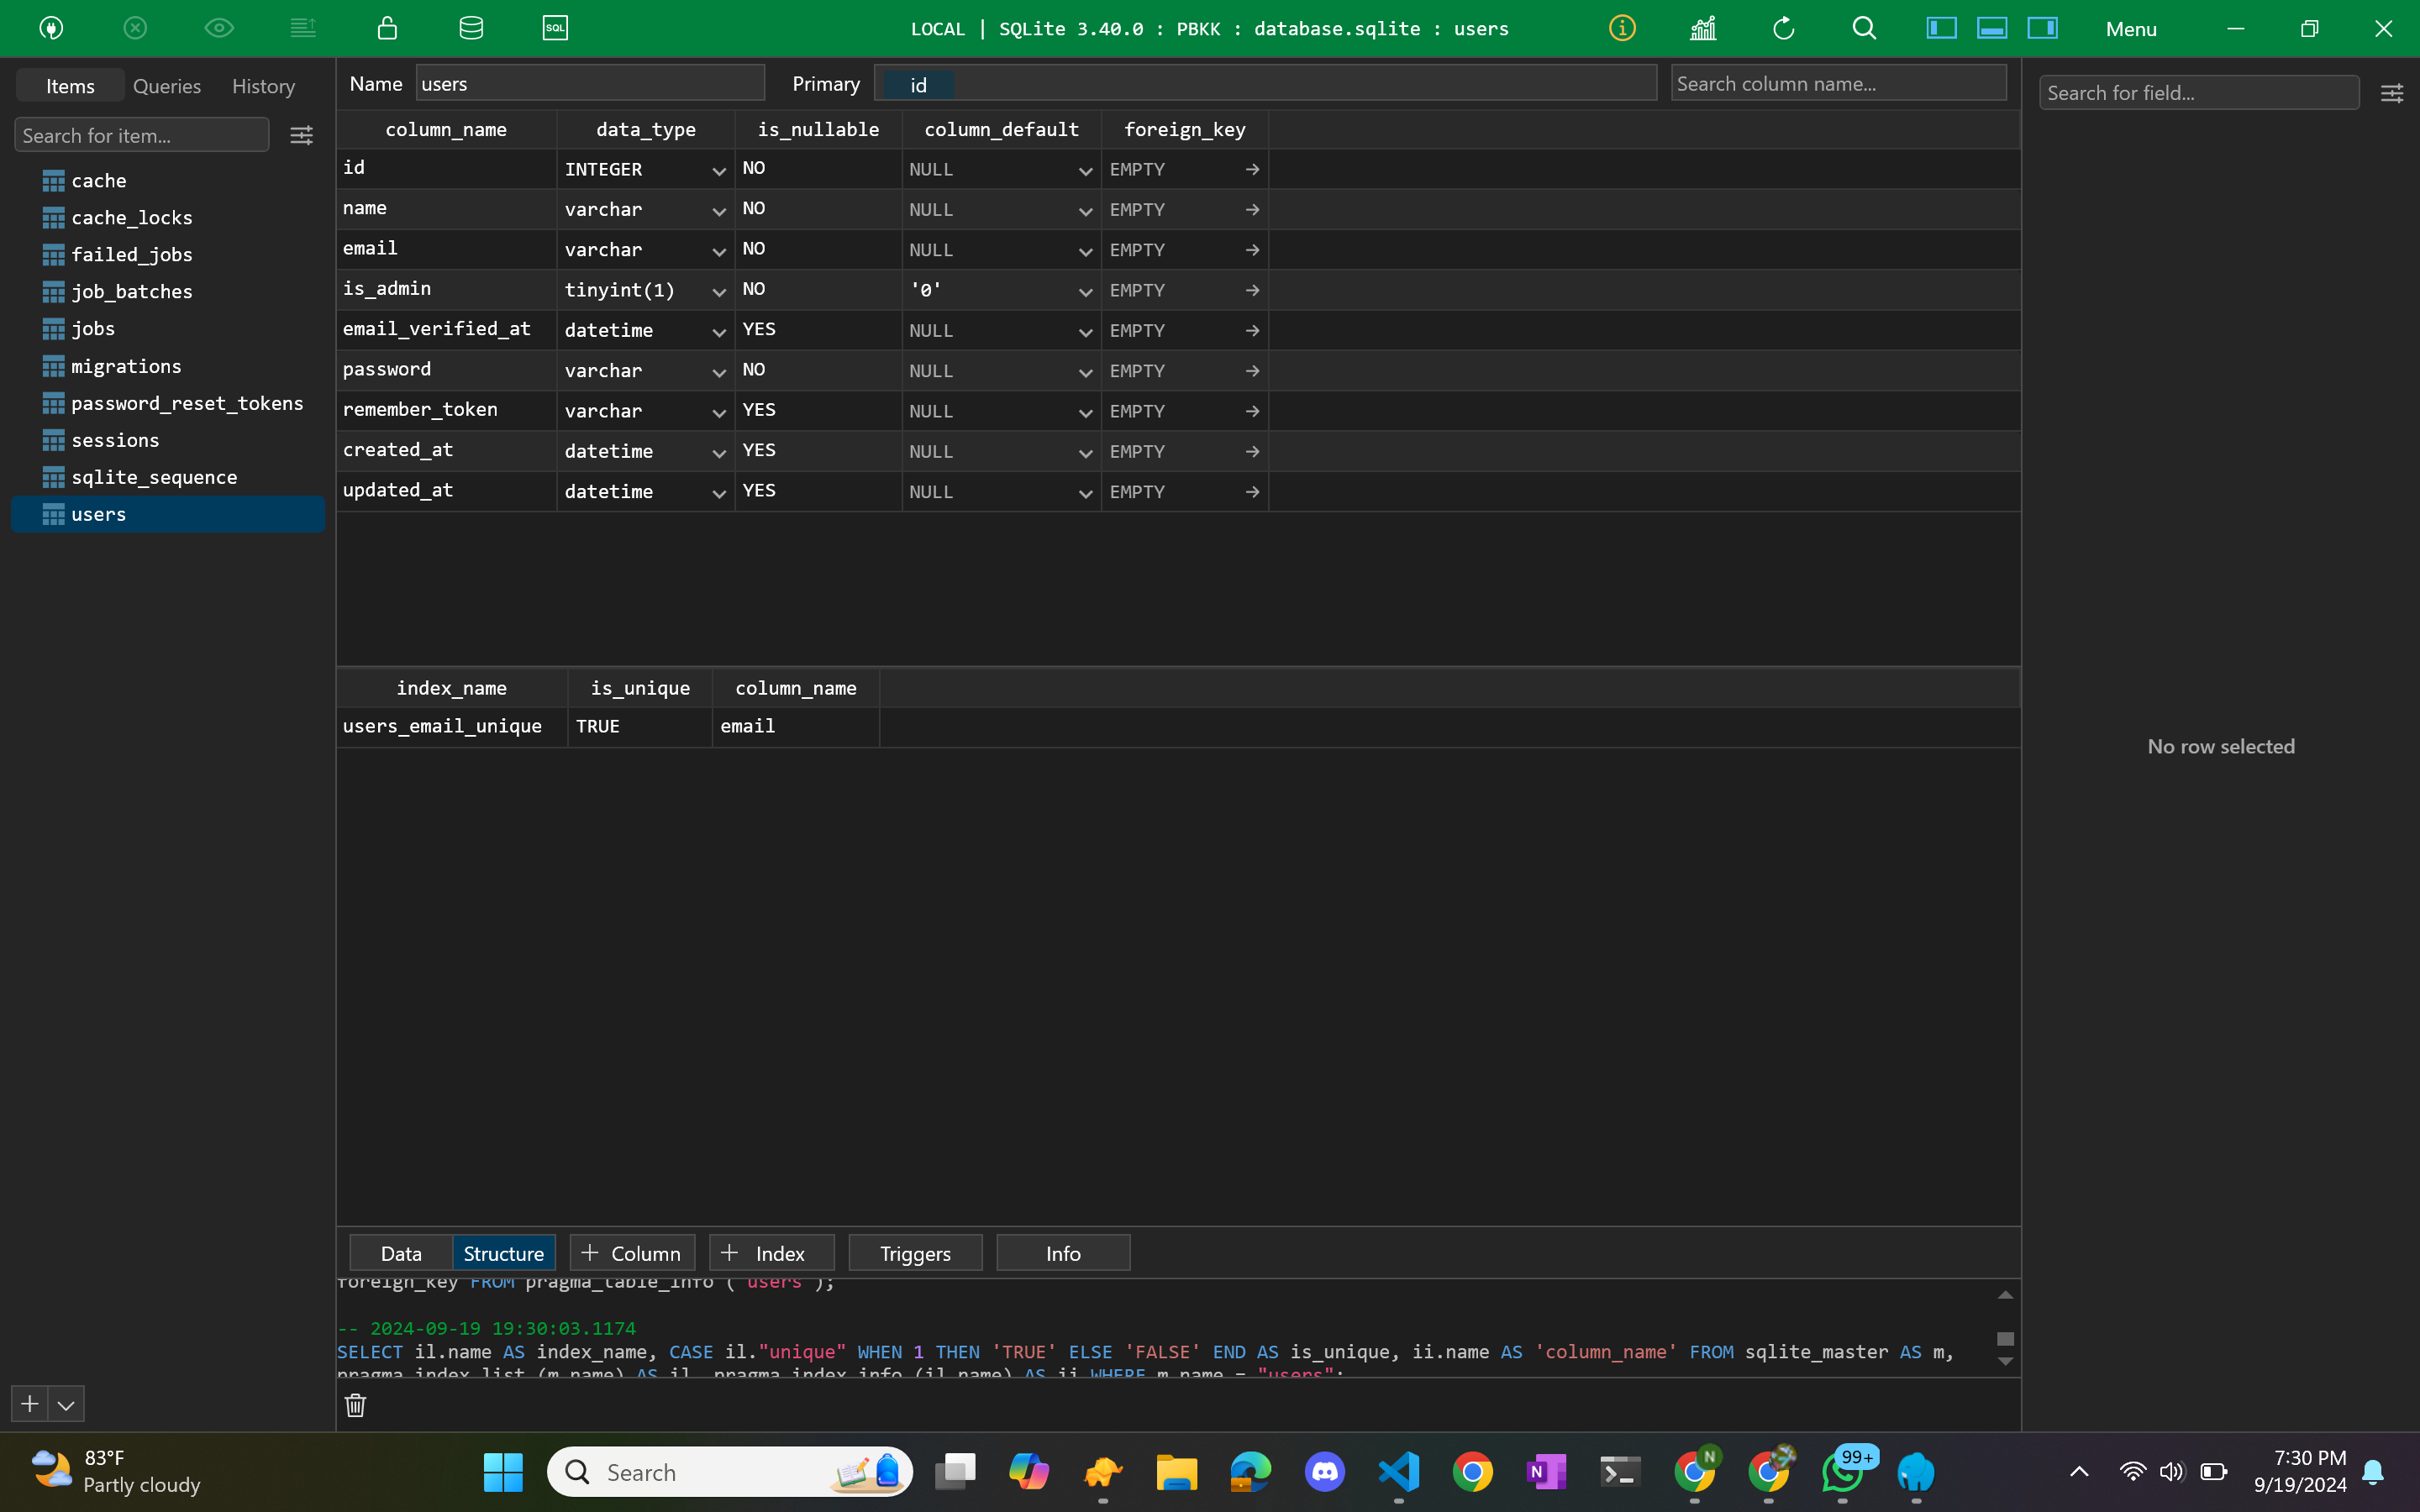 SQL
LOCAL | SQLite 3.40.0 : PBKK : database.sqlite : users
Menu
Items Queries History
Search for item...
cache
cache_locks
failed_jobs
job_batches
jobs
migrations
password_reset_tokens
sessions
sqlite_sequence
users
Name users Primary id Search column name...
column_name data_type is_nullable column_default foreign_key
id INTEGER NO NULL EMPTY
name varchar NO NULL EMPTY
email varchar NO NULL EMPTY
is_admin tinyint(1) NO '0' EMPTY
email_verified_at datetime YES NULL EMPTY
password varchar NO NULL EMPTY
remember_token varchar YES NULL EMPTY
created_at datetime YES NULL EMPTY
updated_at datetime YES NULL EMPTY
index_name is_unique column_name
users_email_unique TRUE email
Search for field...
No row selected
Data Structure + Column + Index Triggers Info
foreign_key FROM pragma_table_info ('users');
-- 2024-09-19 19:30:03.1174
SELECT il.name AS index_name, CASE il."unique" WHEN 1 THEN 'TRUE' ELSE 'FALSE' END AS is_unique, ii.name AS 'column_name' FROM sqlite_master AS m,
pragma_index_list (m.name) AS il, pragma_index_info (il.name) AS ii WHERE m.name = "users";
83°F
Partly cloudy
Search
N
N
99+
7:30 PM
9/19/2024